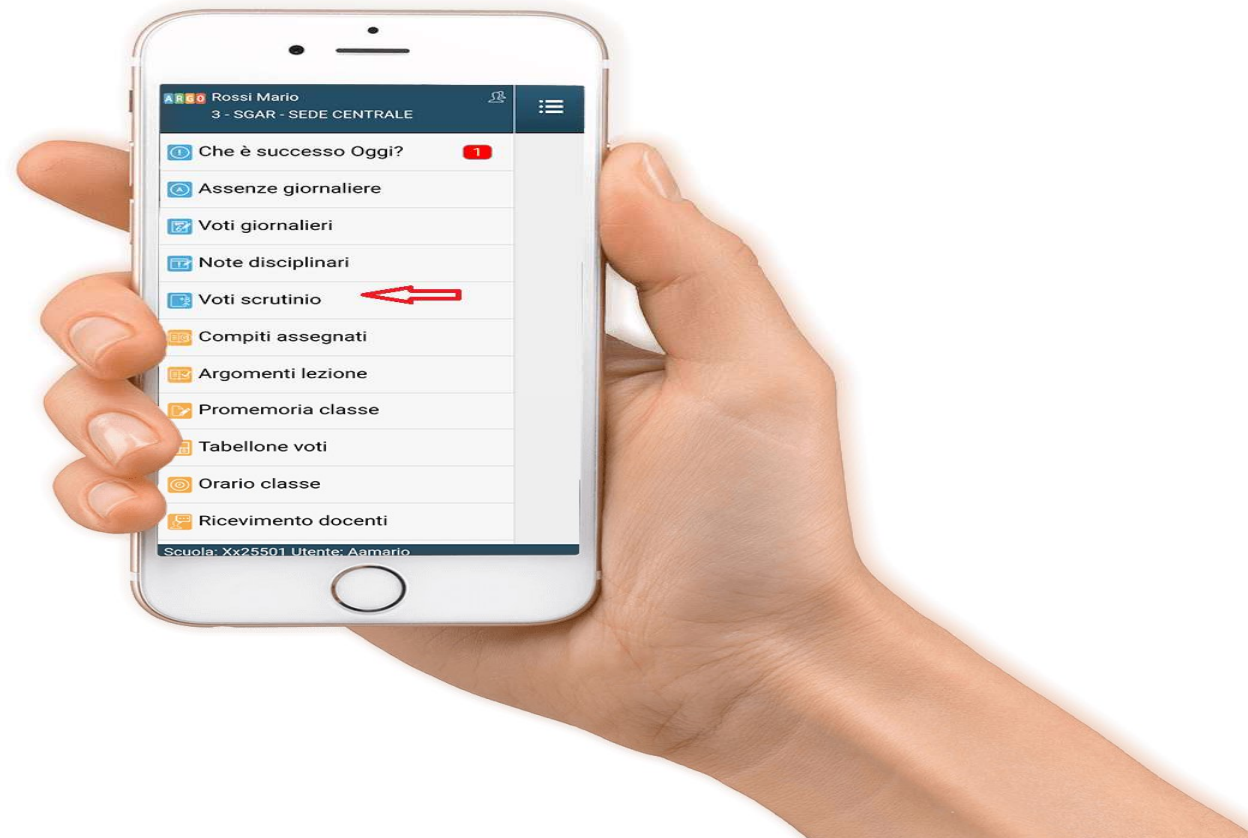 ARGO Rossi Mario
3 - SGAR - SEDE CENTRALE
Che è successo Oggi? 1
Assenze giornaliere
Voti giornalieri
Note disciplinari
Voti scrutinio
Compiti assegnati
Argomenti lezione
Promemoria classe
Tabellone voti
Orario classe
Ricevimento docenti
Scuola: Xx25501 Utente: Aamario